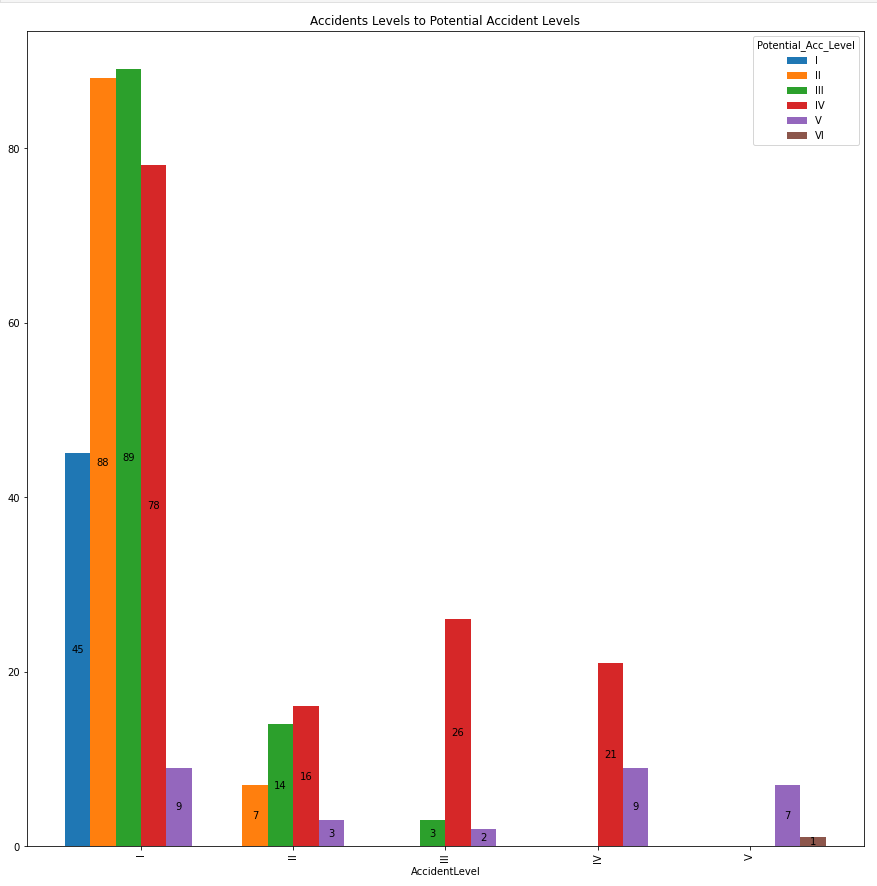 Accidents Levels to Potential Accident Levels
Potential_Acc_Level
I
II
III
IV
V
VI
80
60
40
20
0
45
88
89
78
9
7
14
16
3
3
26
2
21
9
7
1
I
II
III
IV
V
AccidentLevel